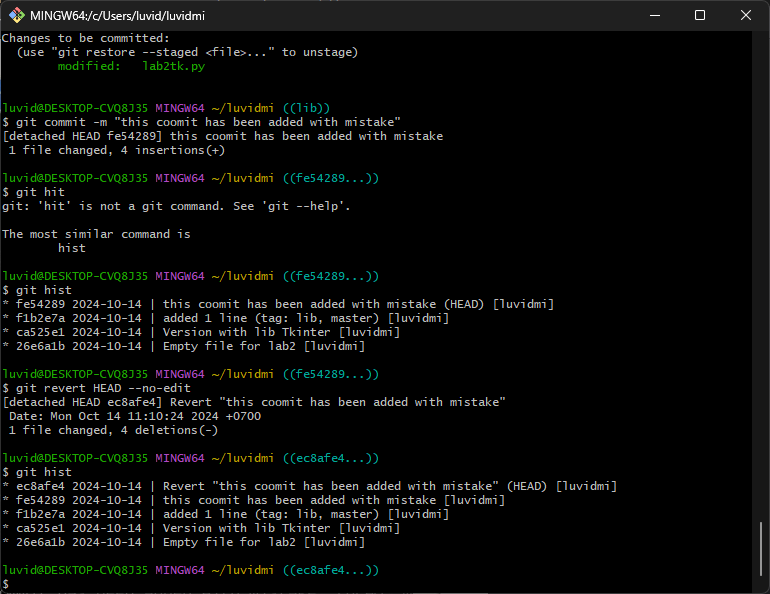 MINGW64:/c/Users/luvid/luvidmi
Changes to be committed:
  (use "git restore --staged <file>..." to unstage)
        modified:   lab2tk.py
luvid@DESKTOP-CVQ8J35 MINGW64 ~/luvidmi ((lib))
$ git commit -m "this coomit has been added with mistake"
[detached HEAD fe54289] this coomit has been added with mistake
 1 file changed, 4 insertions(+)
luvid@DESKTOP-CVQ8J35 MINGW64 ~/luvidmi ((fe54289...))
$ git hit
git: 'hit' is not a git command. See 'git --help'.
The most similar command is
        hist
luvid@DESKTOP-CVQ8J35 MINGW64 ~/luvidmi ((fe54289...))
$ git hist
* fe54289 2024-10-14 | this coomit has been added with mistake (HEAD) [luvidmi]
* f1b2e7a 2024-10-14 | added 1 line (tag: lib, master) [luvidmi]
* ca525e1 2024-10-14 | Version with lib Tkinter [luvidmi]
* 26e6a1b 2024-10-14 | Empty file for lab2 [luvidmi]
luvid@DESKTOP-CVQ8J35 MINGW64 ~/luvidmi ((fe54289...))
$ git revert HEAD --no-edit
[detached HEAD ec8afe4] Revert "this coomit has been added with mistake"
 Date: Mon Oct 14 11:10:24 2024 +0700
 1 file changed, 4 deletions(-)
luvid@DESKTOP-CVQ8J35 MINGW64 ~/luvidmi ((ec8afe4...))
$ git hist
* ec8afe4 2024-10-14 | Revert "this coomit has been added with mistake" (HEAD) [luvidmi]
* fe54289 2024-10-14 | this coomit has been added with mistake [luvidmi]
* f1b2e7a 2024-10-14 | added 1 line (tag: lib, master) [luvidmi]
* ca525e1 2024-10-14 | Version with lib Tkinter [luvidmi]
* 26e6a1b 2024-10-14 | Empty file for lab2 [luvidmi]
luvid@DESKTOP-CVQ8J35 MINGW64 ~/luvidmi ((ec8afe4...))
$